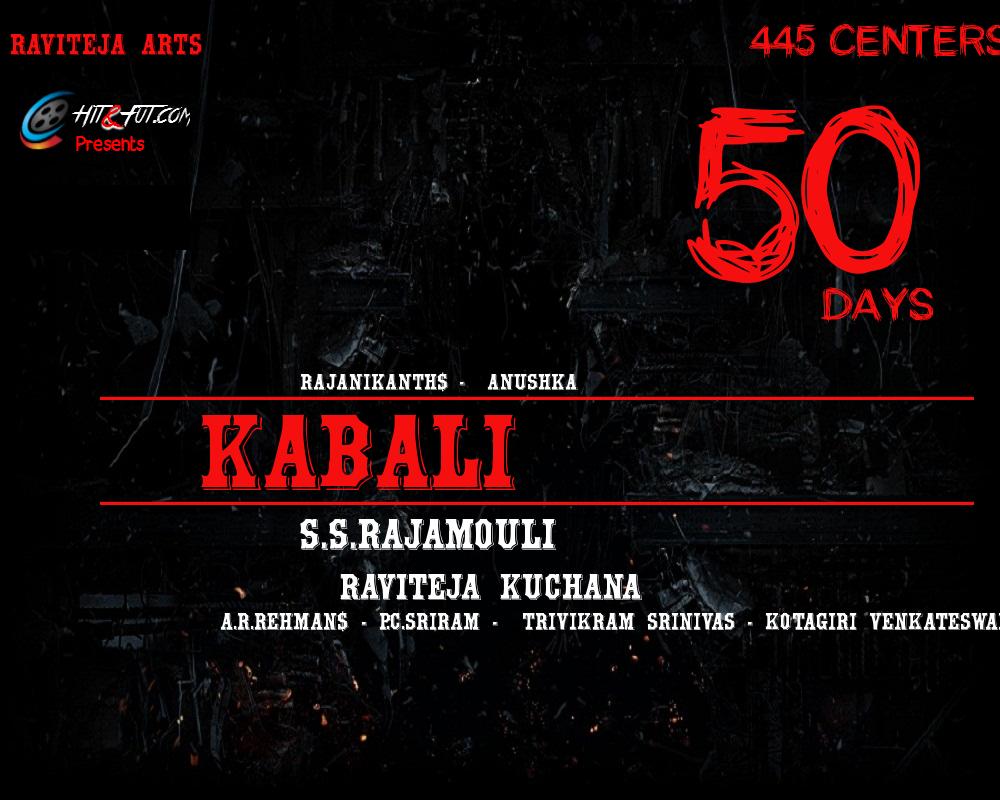 RAVITEJA ARTS
445 CENTERS
HIT&FUT.COM
Presents
50
DAYS
RAJANIKANTH$ - ANUSHKA
KABALI
S.S.RAJAMOULI
RAVITEJA KUCHANA
A.R.REHMAN$ - P.C.SRIRAM - TRIVIKRAM SRINIVAS - KOTAGIRI